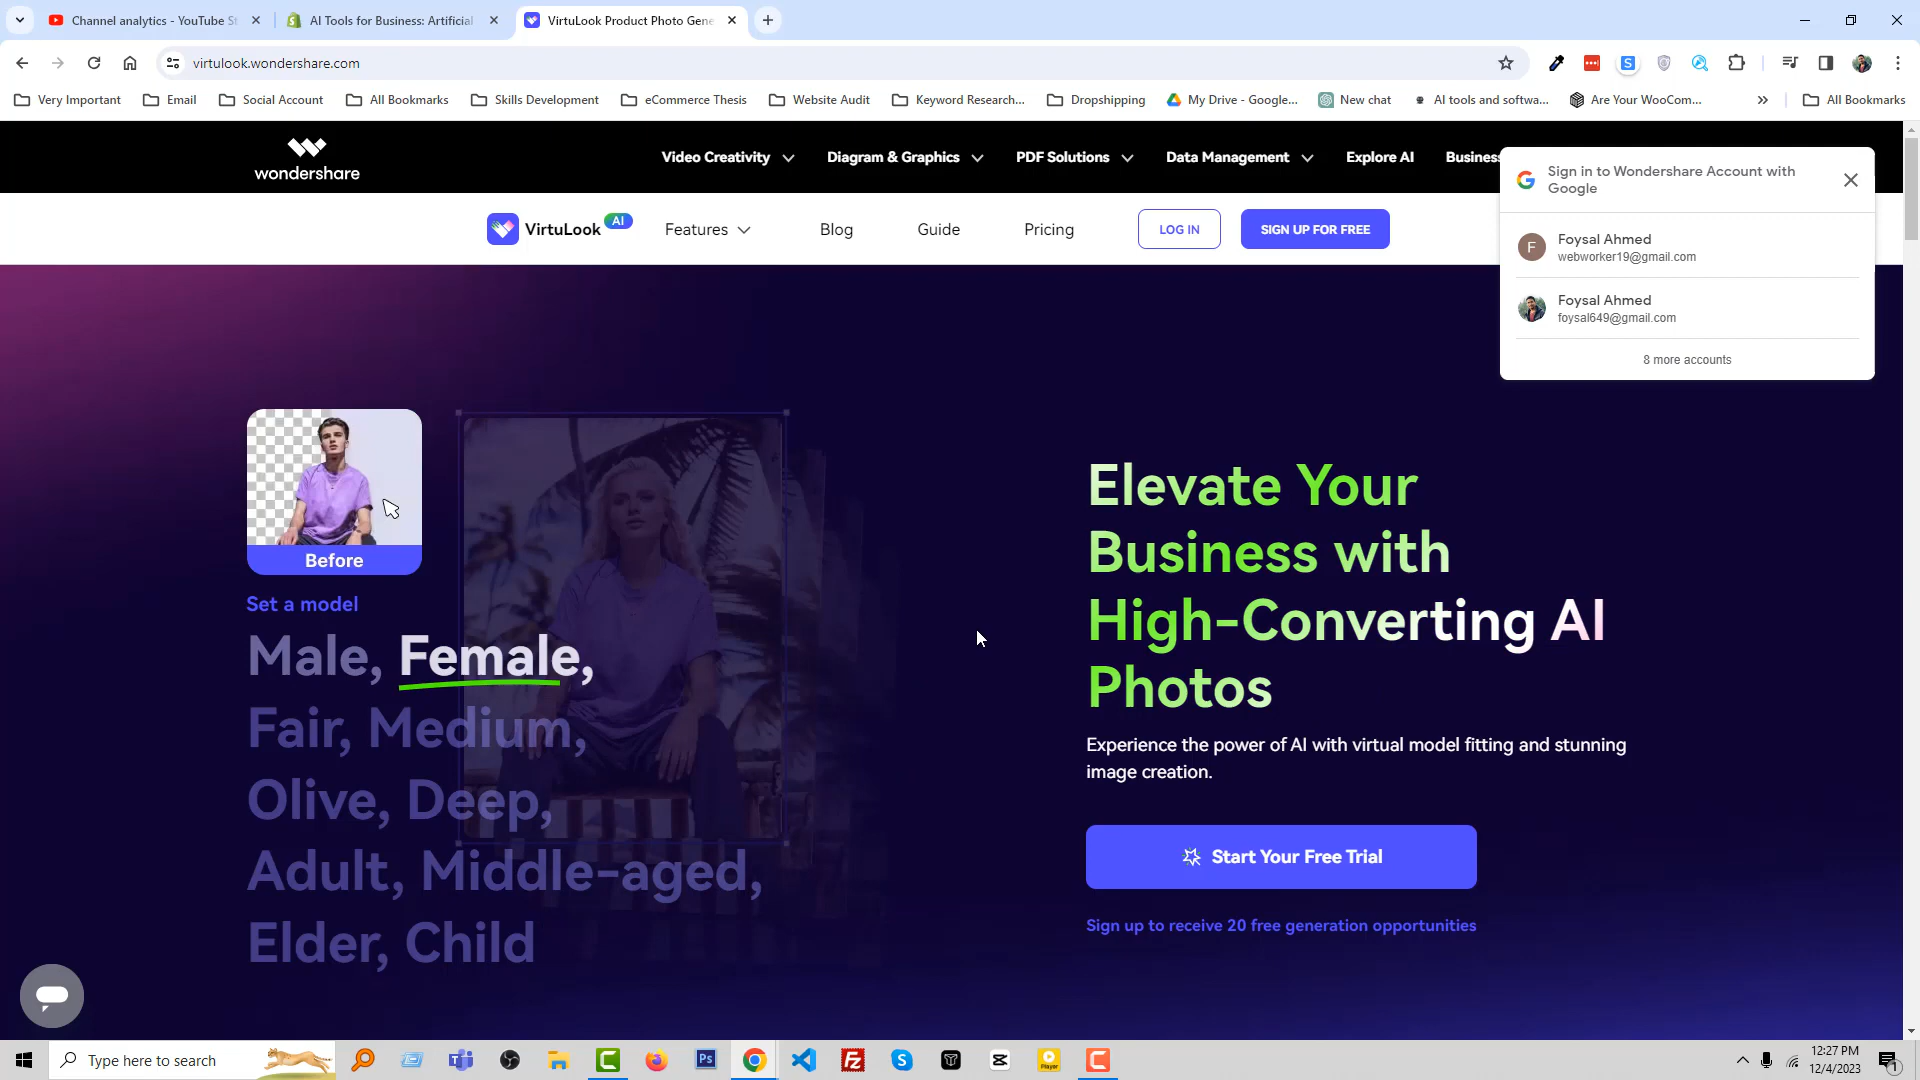 Channel analytics - YouTube St
AI Tools for Business: Artificial
VirtuLook Product Photo Gene
virtulook.wondershare.com
Very Important
Email
Social Account
All Bookmarks
Skills Development
eCommerce Thesis
Website Audit
Keyword Research...
Dropshipping
My Drive - Google...
New chat
AI tools and softwa...
Are Your WooCom...
All Bookmarks
wondershare
Video Creativity
Diagram & Graphics
PDF Solutions
Data Management
Explore AI
Business
Sign in to Wondershare Account with
Google
Foysal Ahmed
webworker19@gmail.com
Foysal Ahmed
foysal649@gmail.com
8 more accounts
VirtuLook AI
Features
Blog
Guide
Pricing
LOG IN
SIGN UP FOR FREE
Before
Set a model
Male, Female,
Fair, Medium,
Olive, Deep,
Adult, Middle-aged,
Elder, Child
Elevate Your
Business with
High-Converting AI
Photos
Experience the power of AI with virtual model fitting and stunning
image creation.
Start Your Free Trial
Sign up to receive 20 free generation opportunities
Type here to search
12:27 PM
12/4/2023